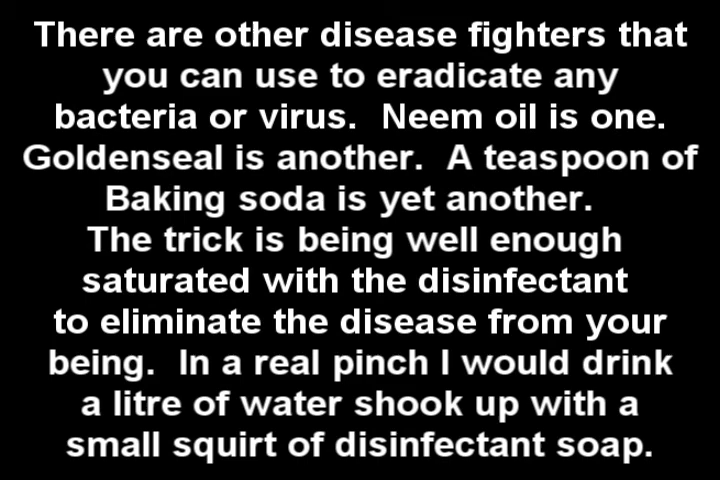 There are other disease fighters that
you can use to eradicate any
bacteria or virus.  Neem oil is one.
Goldenseal is another.  A teaspoon of
Baking soda is yet another.
The trick is being well enough
saturated with the disinfectant
to eliminate the disease from your
being.  In a real pinch I would drink
a litre of water shook up with a
small squirt of disinfectant soap.